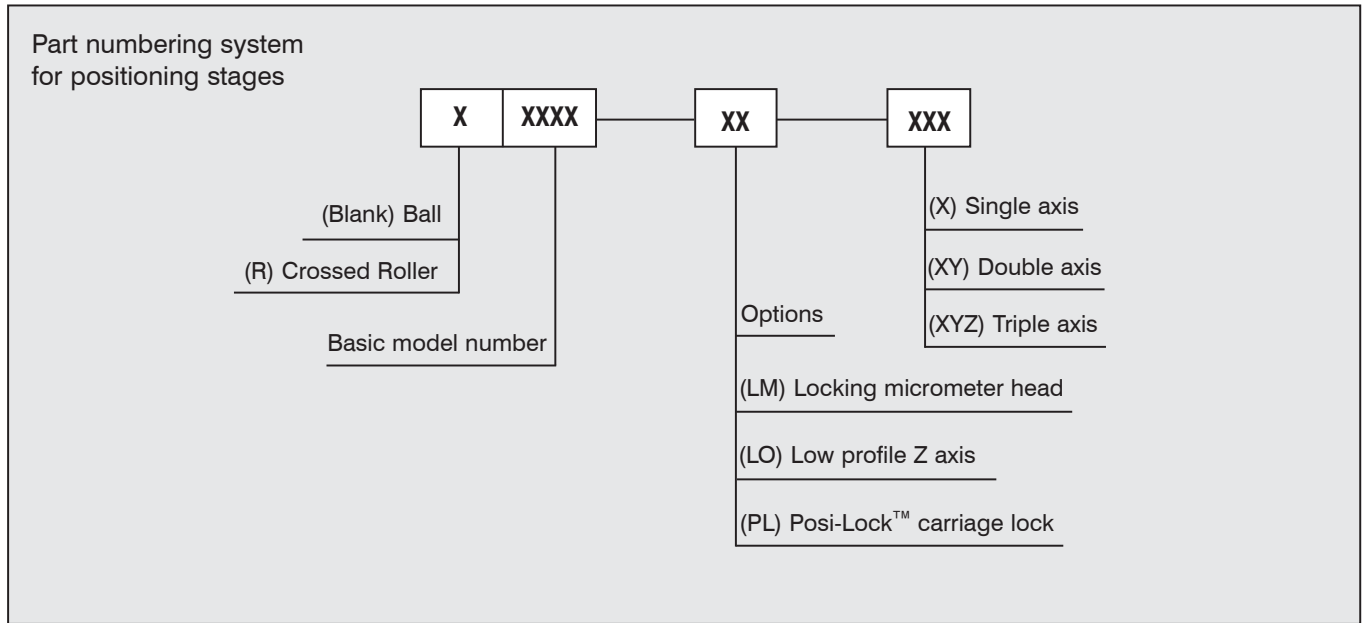 Part numbering system
for positioning stages
X XXXX XX XXX
(Blank) Ball
(R) Crossed Roller
Basic model number
Options
(LM) Locking micrometer head
(LO) Low profile Z axis
(PL) Posi-Lock™ carriage lock
(X) Single axis
(XY) Double axis
(XYZ) Triple axis